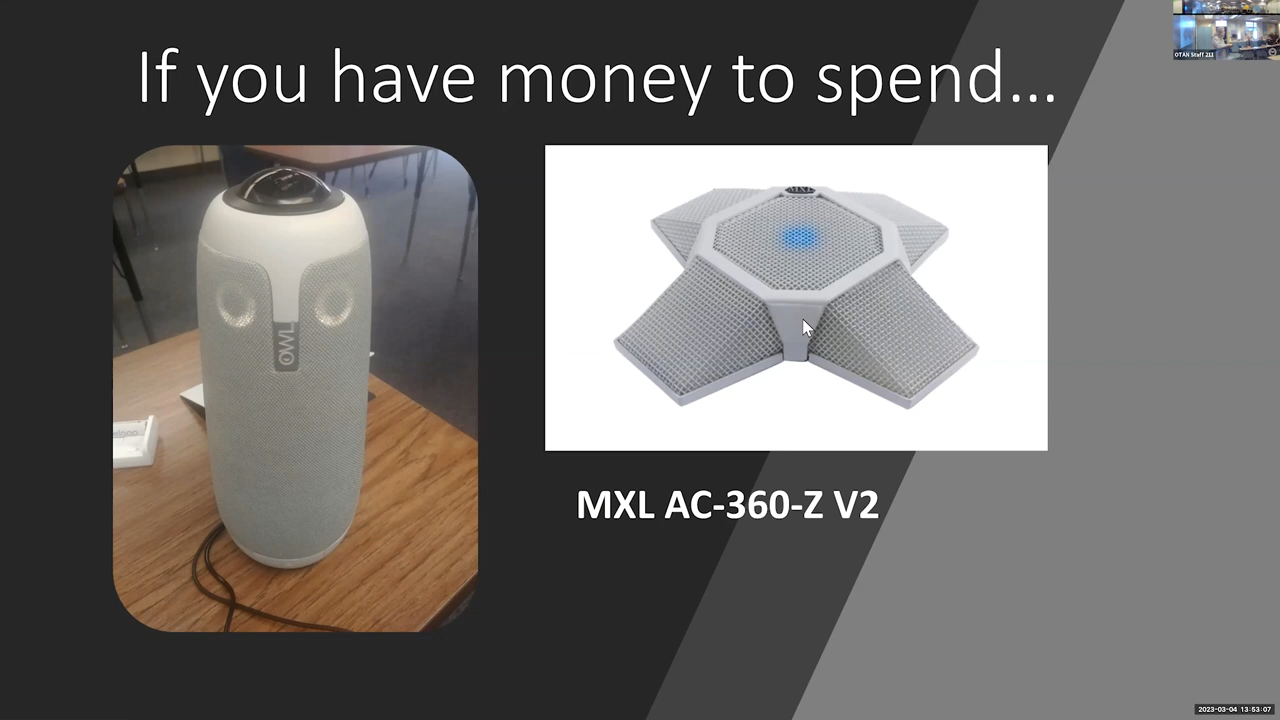 If you have money to spend...
OTAN Staff 211
MXL
OWL
MXL AC-360-Z V2
2023-03-04 13:53:07